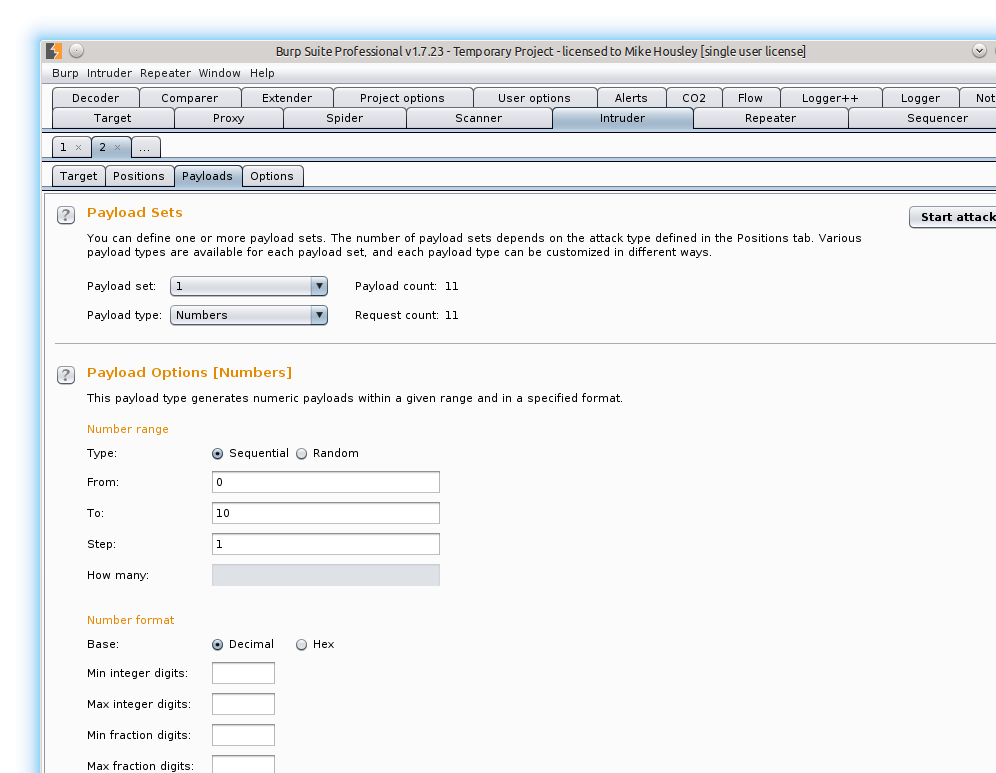 Burp Suite Professional v1.7.23 - Temporary Project - licensed to Mike Housley [single user license]
Burp Intruder Repeater Window Help
Decoder Comparer Extender Project options User options Alerts CO2 Flow Logger++ Logger Not
Target Proxy Spider Scanner Intruder Repeater Sequencer
1 × 2 × ...
Target Positions Payloads Options
? Payload Sets Start attack
You can define one or more payload sets. The number of payload sets depends on the attack type defined in the Positions tab. Various
payload types are available for each payload set, and each payload type can be customized in different ways.
Payload set: 1 Payload count: 11
Payload type: Numbers Request count: 11
? Payload Options [Numbers]
This payload type generates numeric payloads within a given range and in a specified format.
Number range
Type: Sequential Random
From: 0
To: 10
Step: 1
How many:
Number format
Base: Decimal Hex
Min integer digits:
Max integer digits:
Min fraction digits:
Max fraction digits: